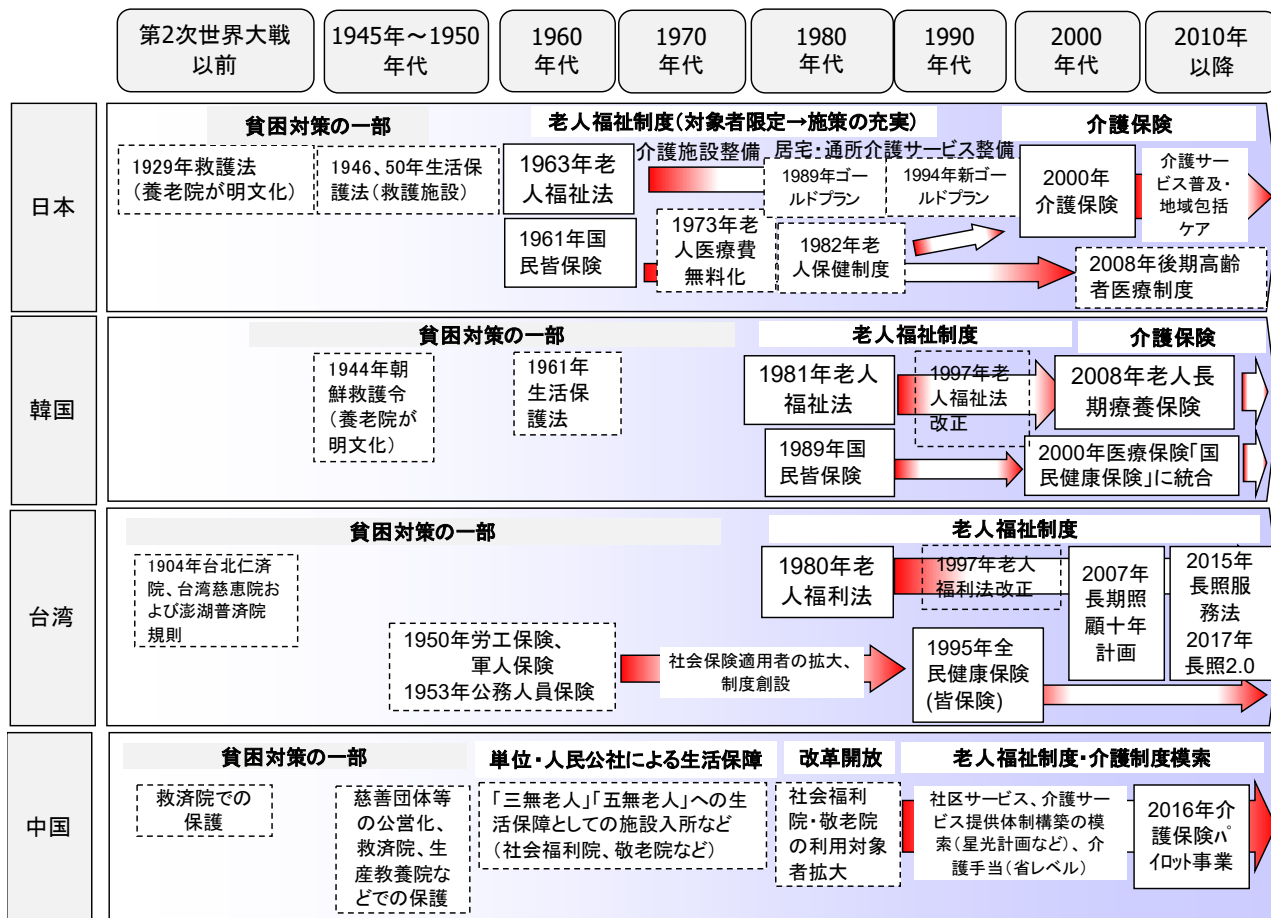 第2次世界大戦
以前
1945年～1950
年代
1960
年代
1970
年代
1980
年代
1990
年代
2000
年代
2010年
以降
日本
貧困対策の一部
老人福祉制度(対象者限定→施策の充実)
介護保険
1929年救護法
(養老院が明文化)
1946、50年生活保
護法(救護施設)
1963年老
人福祉法
1961年国
民皆保険
介護施設整備
1973年老
人医療費
無料化
居宅・通所介護サービス整備
1989年ゴー
ルドプラン
1994年新ゴー
ルドプラン
1982年老
人保健制度
2000年
介護保険
介護サー
ビス普及・
地域包括
ケア
2008年後期高齢
者医療制度
韓国
貧困対策の一部
老人福祉制度
介護保険
1944年朝
鮮救護令
(養老院が
明文化)
1961年
生活保
護法
1981年老人
福祉法
1997年老
人福祉法
改正
2008年老人長
期療養保険
1989年国
民皆保険
2000年医療保険「国
民健康保険」に統合
台湾
貧困対策の一部
老人福祉制度
1904年台北仁済
院、台湾慈恵院お
よび澎湖普済院
規則
1950年労工保険、
軍人保険
1953年公務人員保険
社会保険適用者の拡大、
制度創設
1980年老
人福利法
1997年老人
福利法改正
1995年全
民健康保険
(皆保険)
2007年
長期照
顧十年
計画
2015年
長照服
務法
2017年
長照2.0
中国
貧困対策の一部
単位・人民公社による生活保障
改革開放
老人福祉制度・介護制度模索
救済院での
保護
慈善団体等
の公営化、
救済院、生
産教養院な
どでの保護
「三無老人」「五無老人」への生
活保障としての施設入所など
(社会福利院、敬老院など)
社会福利
院・敬老院
の利用対象
者拡大
社区サービス、介護サー
ビス提供体制構築の模
索(星光計画など)、介
護手当(省レベル)
2016年介
護保険ﾊﾟ
ｲﾛｯﾄ事業